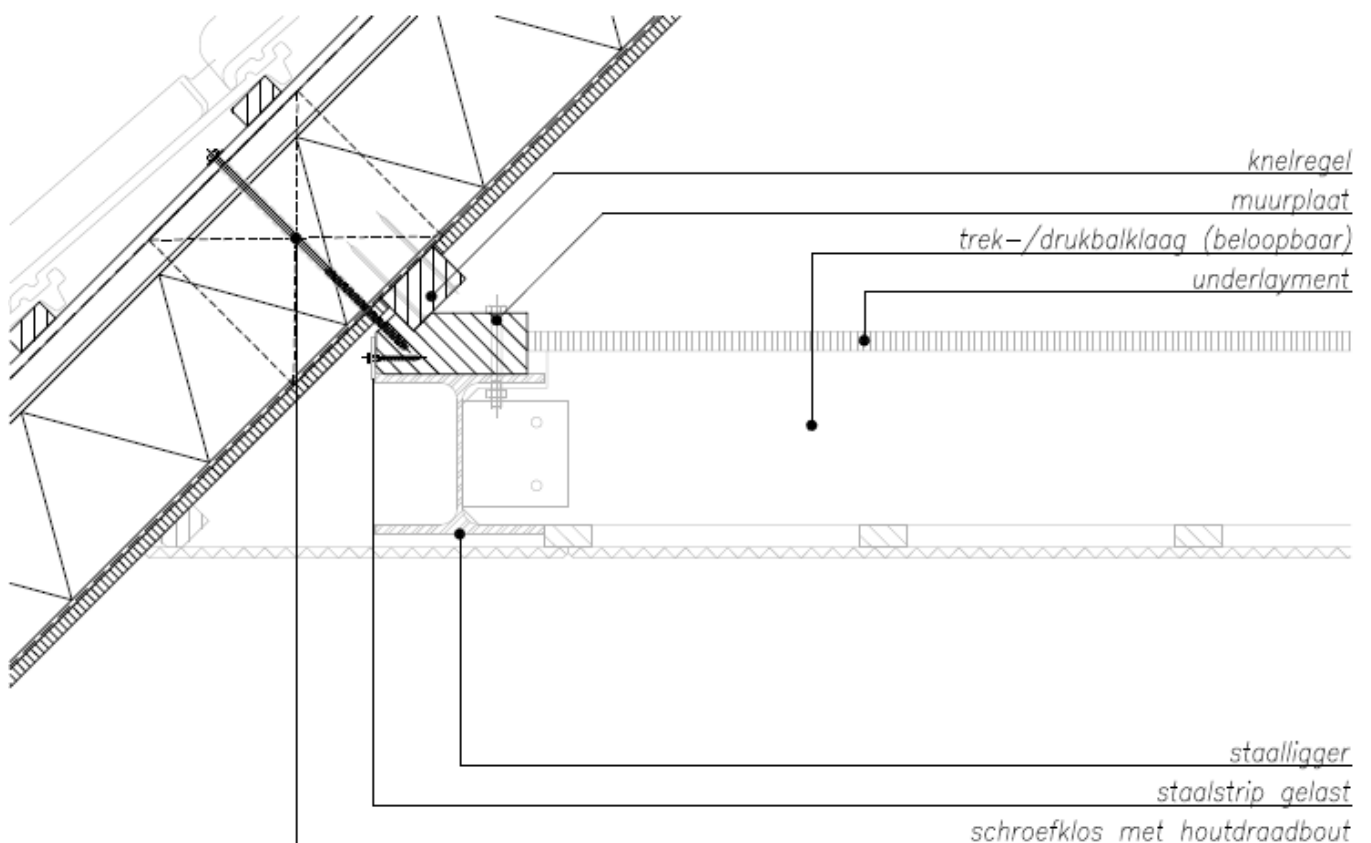 knelregel
muurplaat
trek-/drukbalklaag (beloopbaar)
underlayment
staalligger
staalstrip gelast
schroefklos met houtdraadbout